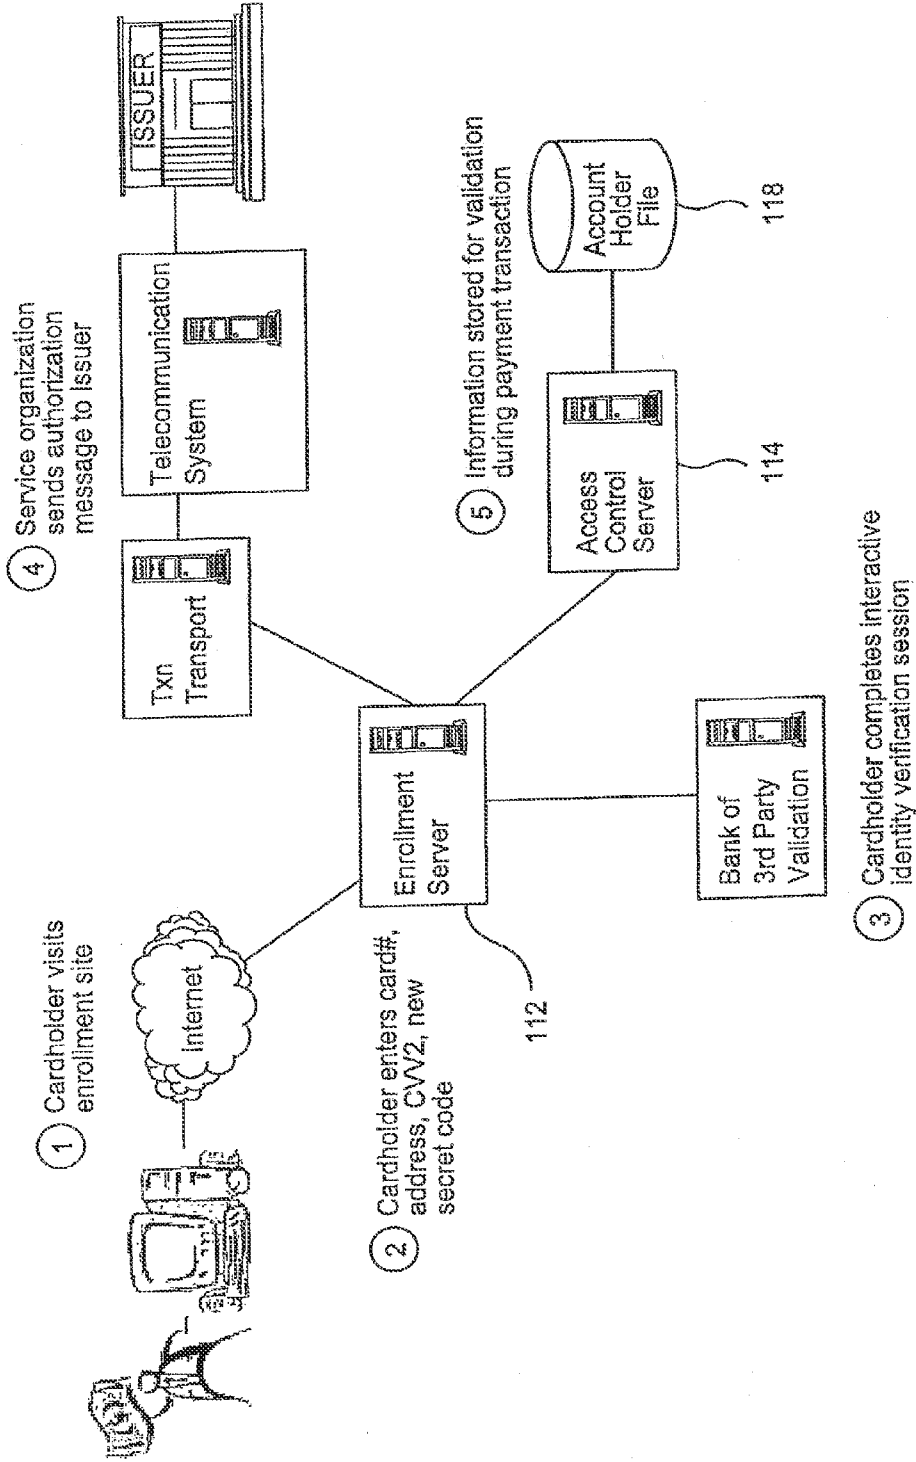 1 Cardholder visits
enrollment site
Internet
2 Cardholder enters card#,
address, CVV2, new
secret code
Enrollment
Server
112
Bank of
3rd Party
Validation
3 Cardholder completes interactive
identity verification session
4 Service organization
sends authorization
message to Issuer
Txn
Transport
Telecommunication
System
ISSUER
5 Information stored for validation
during payment transaction
Access
Control
Server
114
Account
Holder
File
118